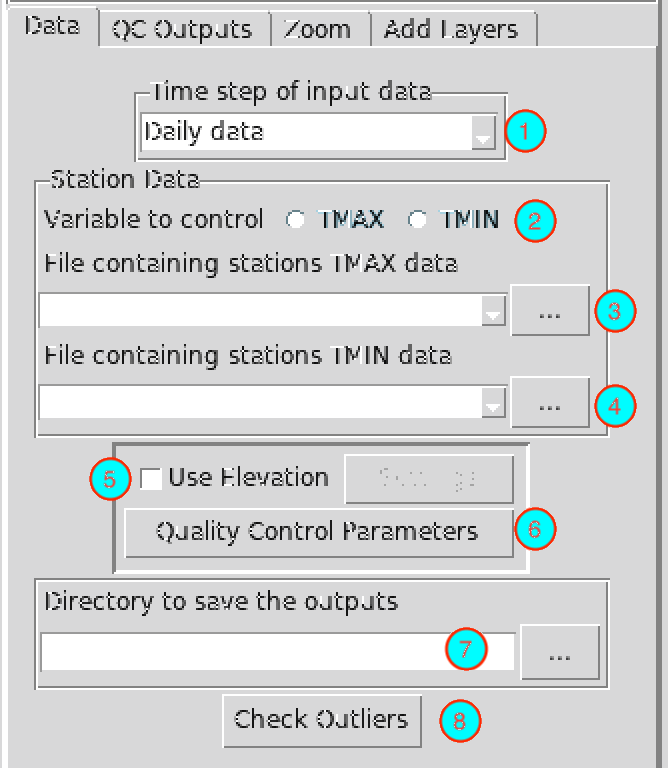 Data QC Outputs Zoom Add Layers
Time step of input data
Daily data 1
Station Data
Variable to control TMAX TMIN 2
File containing stations TMAX data
... 3
File containing stations TMIN data
... 4
5 Use Elevation
Quality Control Parameters 6
Directory to save the outputs
7 ...
Check Outliers 8